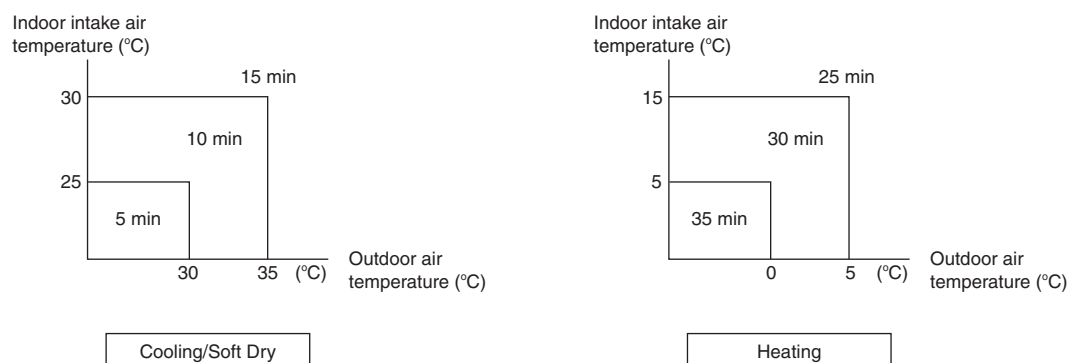 Indoor intake air
temperature (°C)
15 min
30
10 min
25
5 min
30 35 (°C)
Outdoor air
temperature (°C)
Cooling/Soft Dry
Indoor intake air
temperature (°C)
25 min
15
30 min
5
35 min
0 5 (°C)
Outdoor air
temperature (°C)
Heating